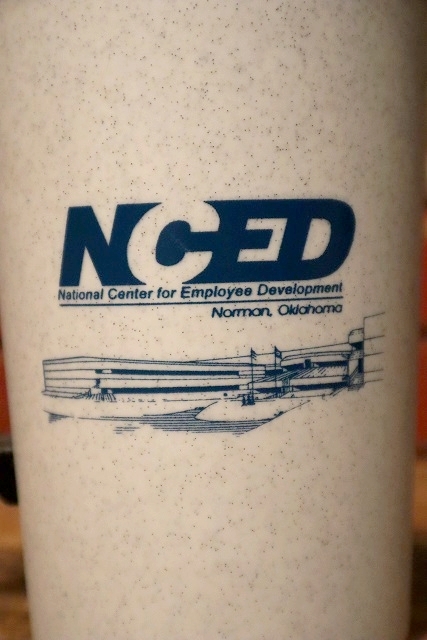 NCED
National Center for Employee Development
Norman, Oklahoma